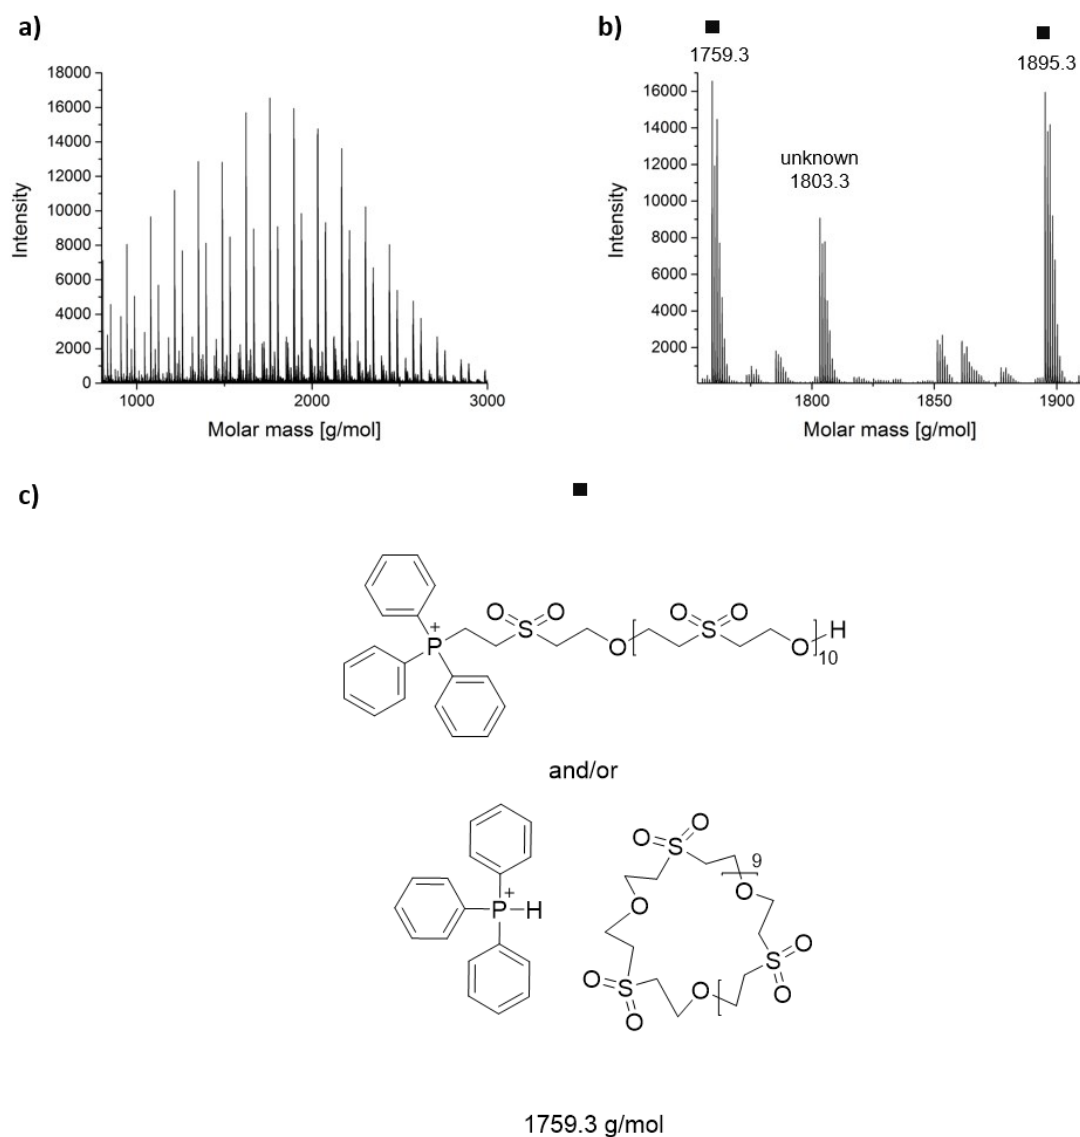 a)
18000
16000
14000
12000
10000
8000
6000
4000
2000
0
Intensity
1000
2000
3000
Molar mass [g/mol]
b)
1759.3
1895.3
unknown
1803.3
16000
14000
12000
10000
8000
6000
4000
2000
Intensity
1800
1850
1900
Molar mass [g/mol]
c)
O O O O
+ S S H
P O O
10
and/or
O
O S 9
+ O
P H O
O
S O
O S O O
O
1759.3 g/mol